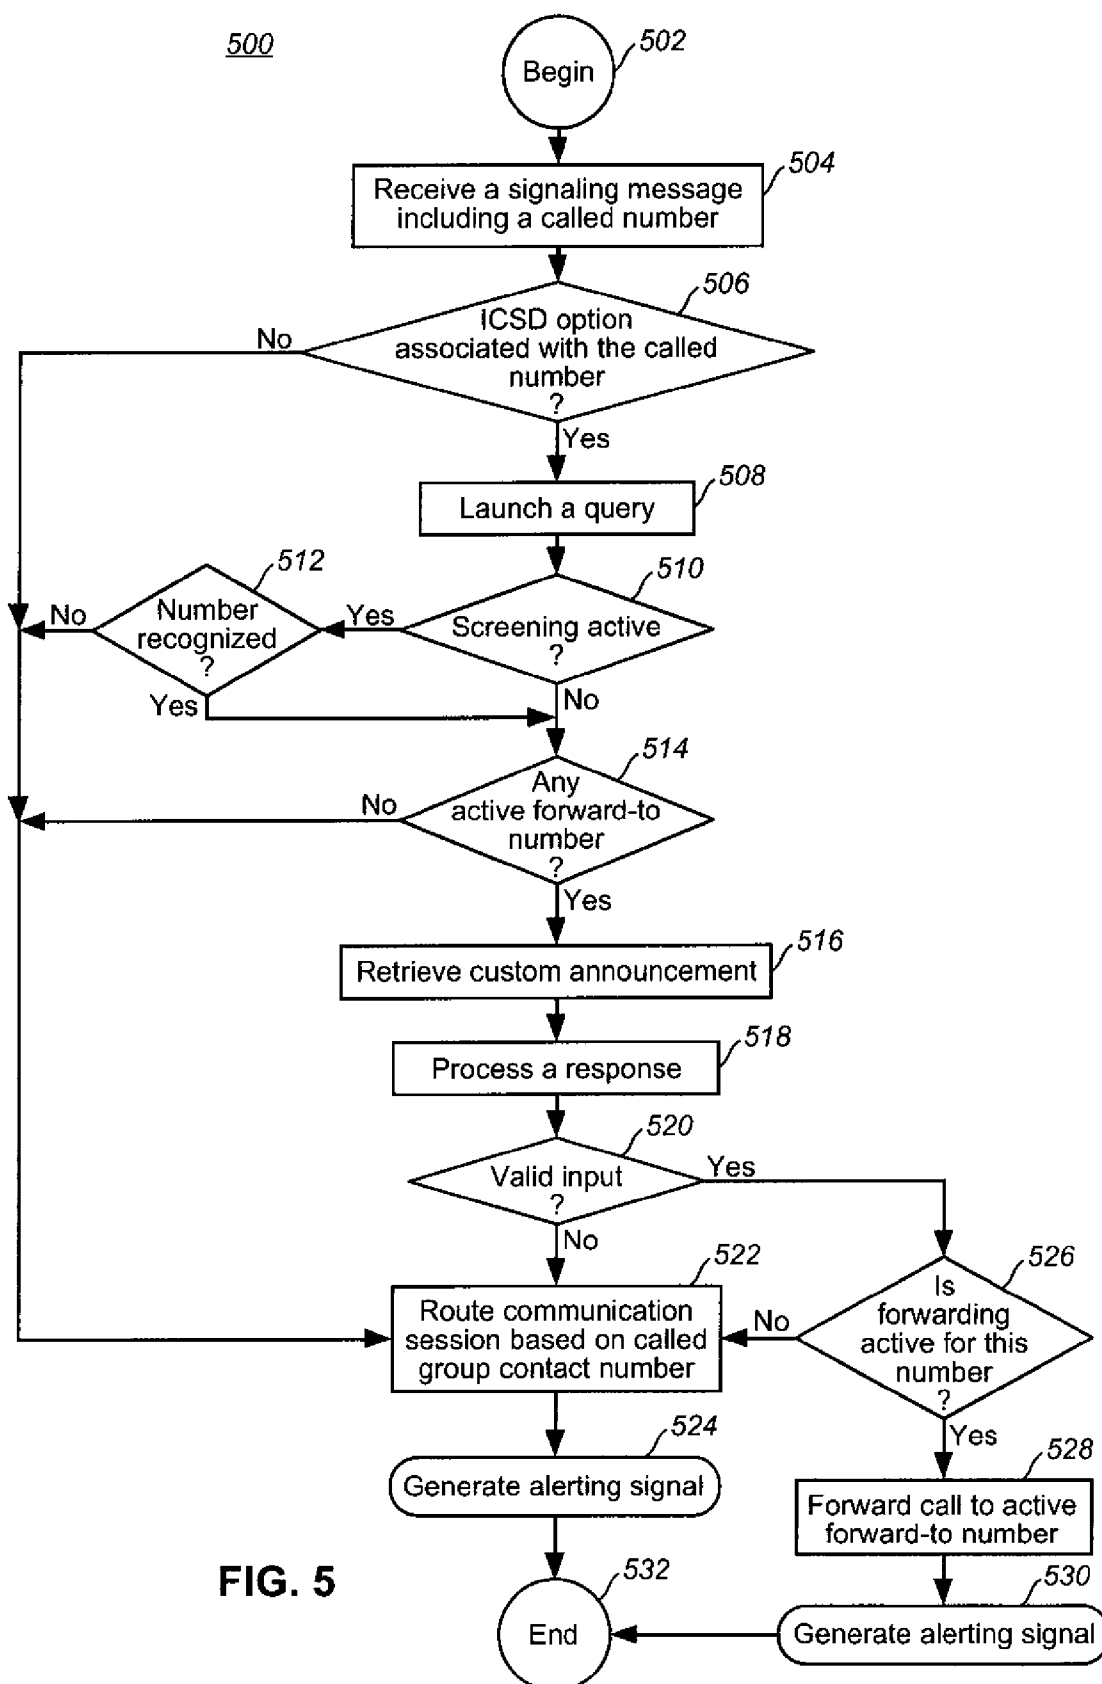 500
502
Begin
504
Receive a signaling message
including a called number
506
ICSD option
associated with the called
number
?
No
Yes
508
Launch a query
512
510
Number
recognized
?
No
Yes
Screening active
?
Yes
No
514
Any
active forward-to
number
?
No
Yes
516
Retrieve custom announcement
518
Process a response
520
Valid input
?
Yes
No
522
526
Route communication
session based on called
group contact number
No
Is
forwarding
active for this
number
?
Yes
524
Generate alerting signal
528
Forward call to active
forward-to number
FIG. 5
532
End
530
Generate alerting signal